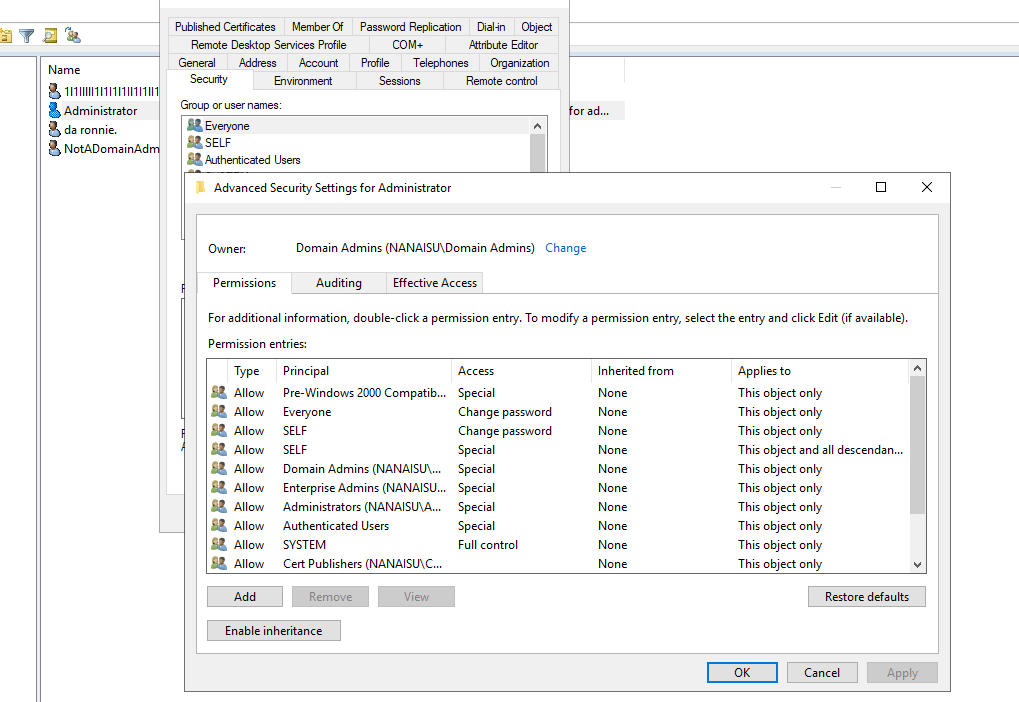 Published Certificates Member Of Password Replication Dial-in Object
Remote Desktop Services Profile COM+ Attribute Editor
General Address Account Profile Telephones Organization
Security Environment Sessions Remote control
Group or user names:
Everyone
SELF
Authenticated Users
Name
Administrator
for ad...
da ronnie.
NotADomainAdm
Advanced Security Settings for Administrator
Owner: Domain Admins (NANAISU\Domain Admins) Change
Permissions Auditing Effective Access
For additional information, double-click a permission entry. To modify a permission entry, select the entry and click Edit (if available).
Permission entries:
Type Principal Access Inherited from Applies to
Allow Pre-Windows 2000 Compatib... Special None This object only
Allow Everyone Change password None This object only
Allow SELF Change password None This object only
Allow SELF Special None This object and all descendan...
Allow Domain Admins (NANAISU\... Special None This object only
Allow Enterprise Admins (NANAISU... Special None This object only
Allow Administrators (NANAISU\A... Special None This object only
Allow Authenticated Users Special None This object only
Allow SYSTEM Full control None This object only
Allow Cert Publishers (NANAISU\C... None This object only
Add Remove View Restore defaults
Enable inheritance
OK Cancel Apply